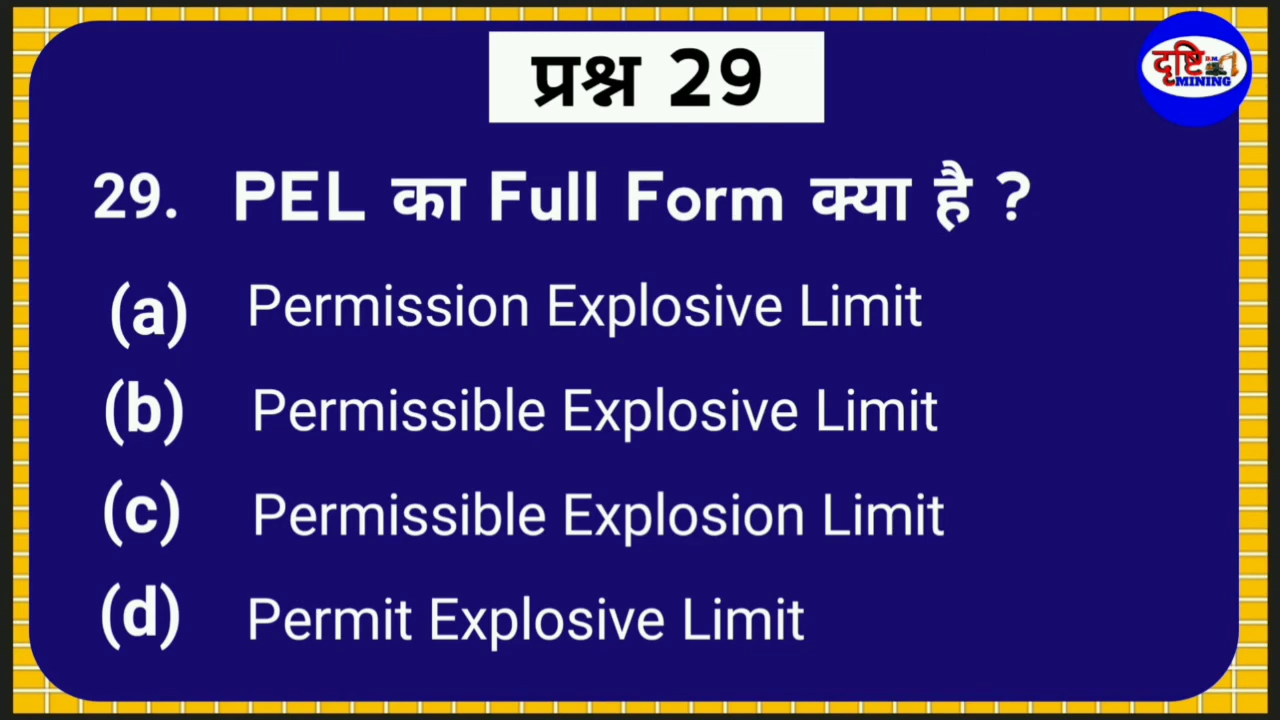 प्रश्न 29
दृष्टि D.M.
MINING
29. PEL का Full Form क्या है ?
(a) Permission Explosive Limit
(b) Permissible Explosive Limit
(c) Permissible Explosion Limit
(d) Permit Explosive Limit